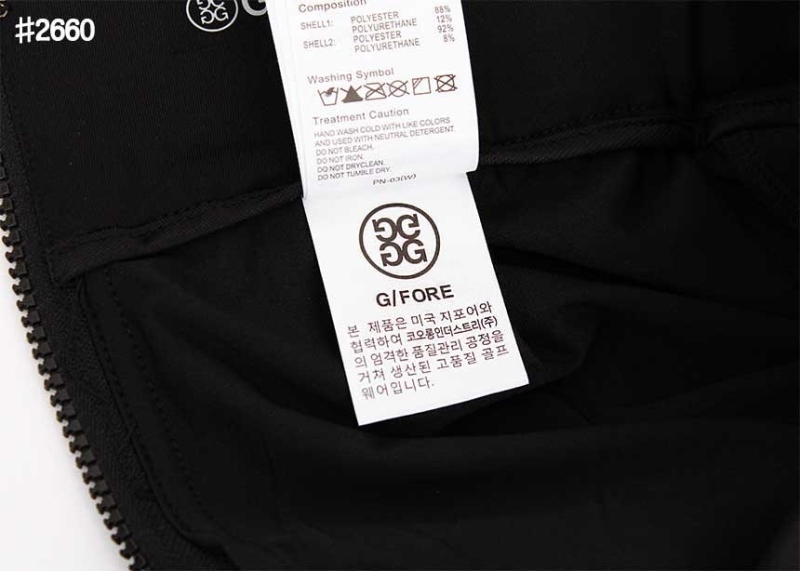 #2660
G
Composition
SHELL1: POLYESTER 88%
POLYURETHANE 12%
SHELL2: POLYESTER 92%
POLYURETHANE 8%
Washing Symbol
Treatment Caution
HAND WASH COLD WITH LIKE COLORS
AND USED WITH NEUTRAL DETERGENT.
DO NOT BLEACH.
DO NOT IRON.
DO NOT DRYCLEAN.
DO NOT TUMBLE DRY.
PN-03(W)
G/FORE
본 제품은 미국 지포어와
협력하여 코오롱인더스트리(주)
의 엄격한 품질관리 공정을
거쳐 생산된 고품질 골프
웨어입니다.